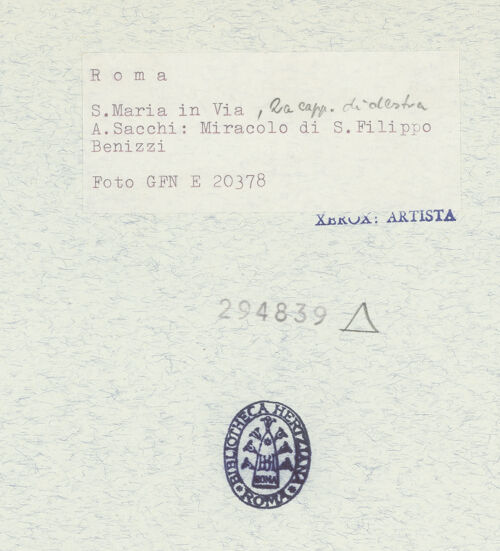 Roma
S.Maria in Via, 2a capp. di destra
A.Sacchi: Miracolo di S.Filippo
Benizzi
Foto GFN E 20378
XEROX: ARTISTA
294839
BIBLIOTHECA HERTZIANA
ROMA